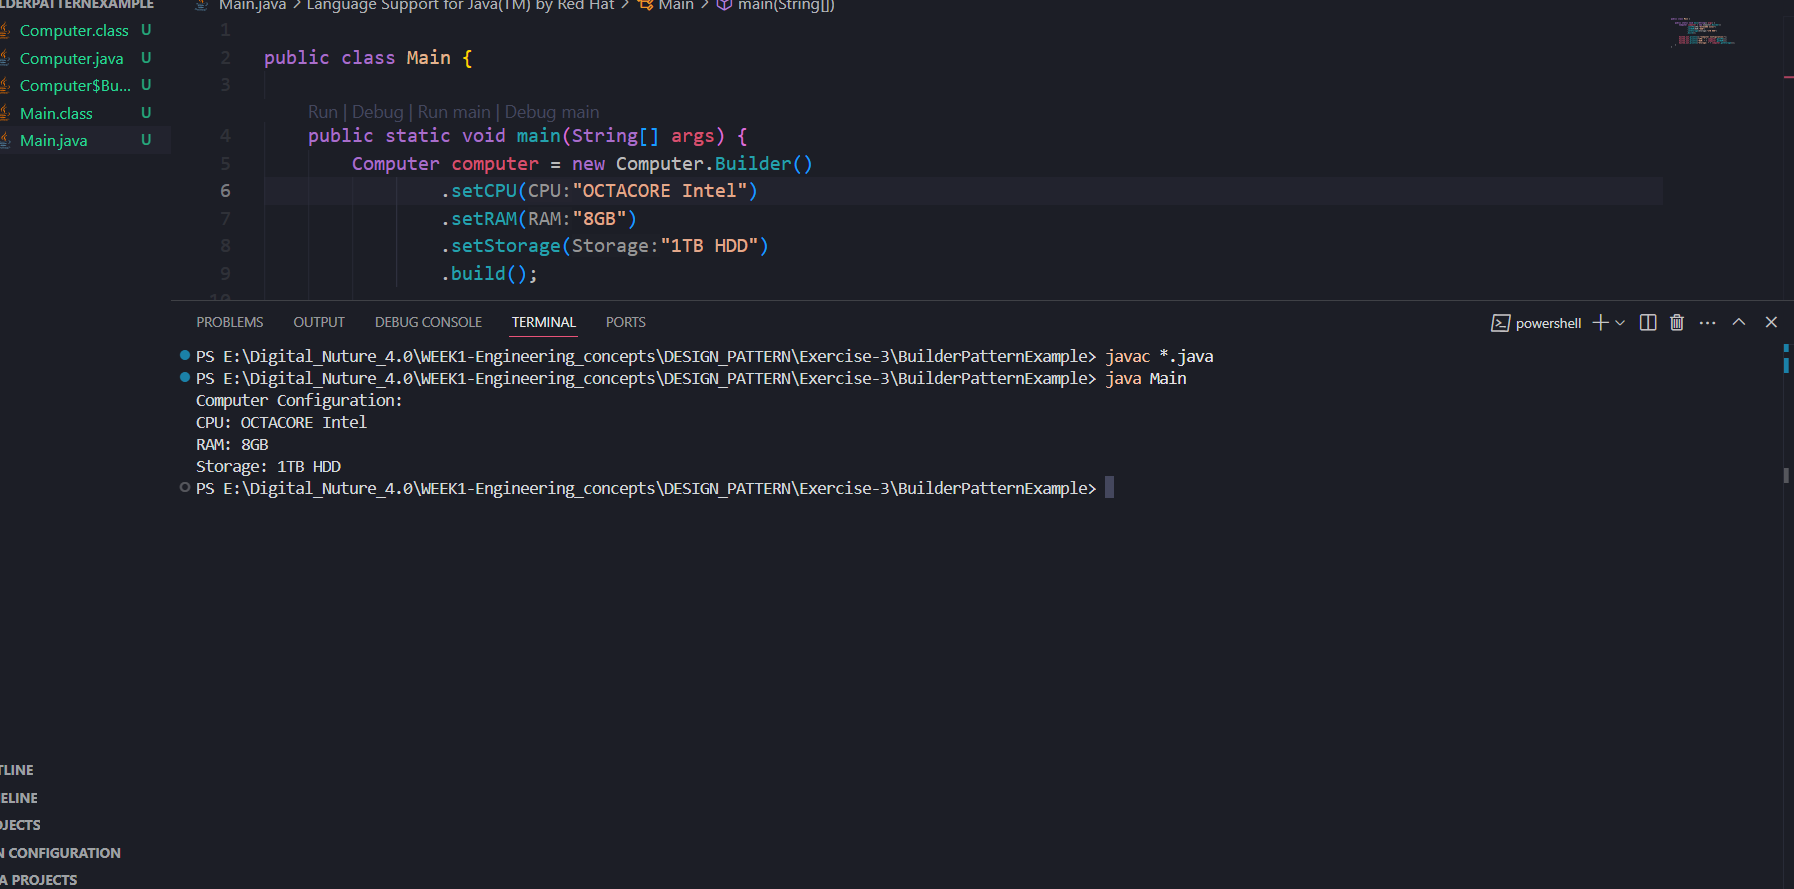 LDERPATTERNEXAMPLE
Computer.class U
Computer.java U
Computer$Bu... U
Main.class U
Main.java U
Main.java > Language Support for Java(TM) by Red Hat > Main > main(String[])
1
2 public class Main {
3
Run | Debug | Run main | Debug main
4 public static void main(String[] args) {
5 Computer computer = new Computer.Builder()
6 .setCPU(CPU:"OCTACORE Intel")
7 .setRAM(RAM:"8GB")
8 .setStorage(Storage:"1TB HDD")
9 .build();
10
PROBLEMS OUTPUT DEBUG CONSOLE TERMINAL PORTS powershell
PS E:\Digital_Nuture_4.0\WEEK1-Engineering_concepts\DESIGN_PATTERN\Exercise-3\BuilderPatternExample> javac *.java
PS E:\Digital_Nuture_4.0\WEEK1-Engineering_concepts\DESIGN_PATTERN\Exercise-3\BuilderPatternExample> java Main
Computer Configuration:
CPU: OCTACORE Intel
RAM: 8GB
Storage: 1TB HDD
PS E:\Digital_Nuture_4.0\WEEK1-Engineering_concepts\DESIGN_PATTERN\Exercise-3\BuilderPatternExample>
TLINE
ELINE
OJECTS
N CONFIGURATION
A PROJECTS